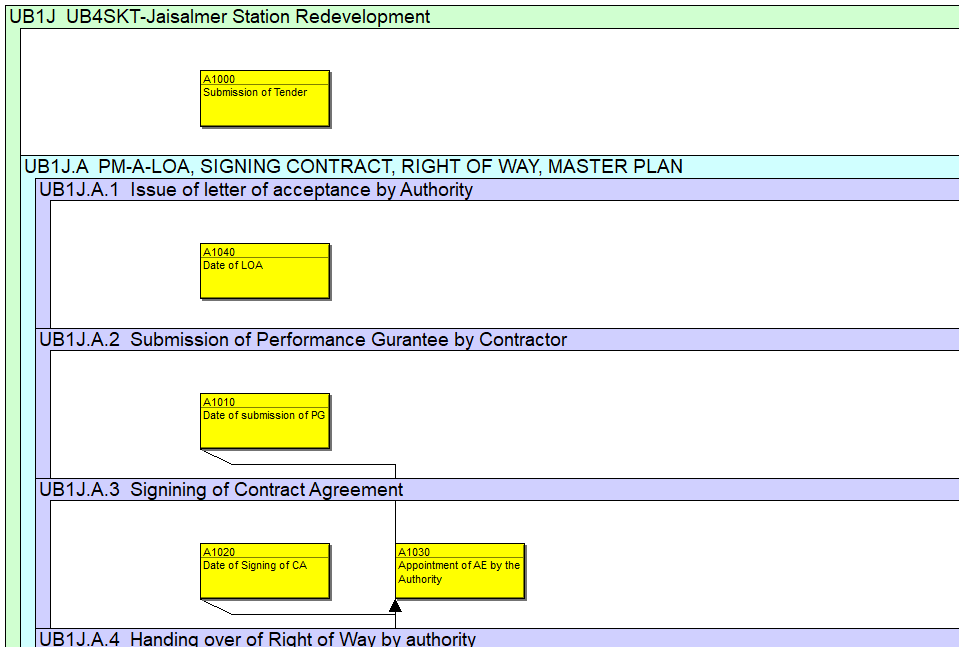 UB1J UB4SKT-Jaisalmer Station Redevelopment
A1000
Submission of Tender
UB1J.A PM-A-LOA, SIGNING CONTRACT, RIGHT OF WAY, MASTER PLAN
UB1J.A.1 Issue of letter of acceptance by Authority
A1040
Date of LOA
UB1J.A.2 Submission of Performance Gurantee by Contractor
A1010
Date of submission of PG
UB1J.A.3 Signining of Contract Agreement
A1020
Date of Signing of CA
A1030
Appointment of AE by the
Authority
UB1J.A.4 Handing over of Right of Way by authority